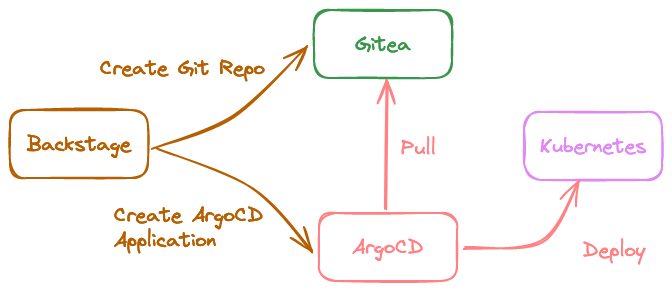 Gitea
Create Git Repo
Backstage
Pull
Kubernetes
Create ArgoCD
Application
ArgoCD
Deploy